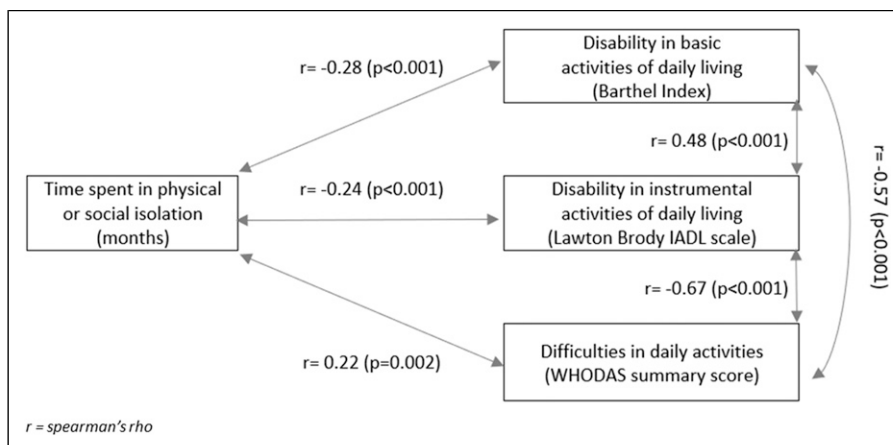 Disability in basic
activities of daily living
(Barthel Index)
r= -0.28 (p<0.001)
r= 0.48 (p<0.001)
Time spent in physical
or social isolation
(months)
r= -0.24 (p<0.001)
Disability in instrumental
activities of daily living
(Lawton Brody IADL scale)
r= -0.57 (p<0.001)
r= -0.67 (p<0.001)
r= 0.22 (p=0.002)
Difficulties in daily activities
(WHODAS summary score)
r = spearman's rho